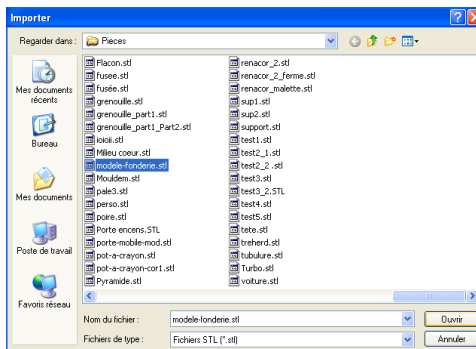 Importer
Regarder dans :
Pieces
Mes documents
récents
Bureau
Mes documents
Poste de travail
Favoris réseau
Flacon.stl
fusee.stl
fusée.stl
grenouille.stl
grenouille_part1.stl
grenouille_part1_Part2.stl
ioioii.stl
Milieu coeur.stl
modele-fonderie.stl
Mouldem.stl
pale3.stl
perso.stl
poire.stl
Porte encens.STL
porte-mobile-mod.stl
pot-a-crayon.stl
pot-a-crayon-cor1.stl
Pyramide.stl
renacor_2.stl
renacor_2_ferme.stl
renacor_malette.stl
sup1.stl
sup2.stl
support.stl
test1.stl
test2_1.stl
test2_2 .stl
test3.stl
test3_2.STL
test4.stl
test5.stl
tete.stl
treherd.stl
tubulure.stl
Turbo.stl
voiture.stl
Nom du fichier :
modele-fonderie.stl
Ouvrir
Fichiers de type :
Fichiers STL (*.stl)
Annuler